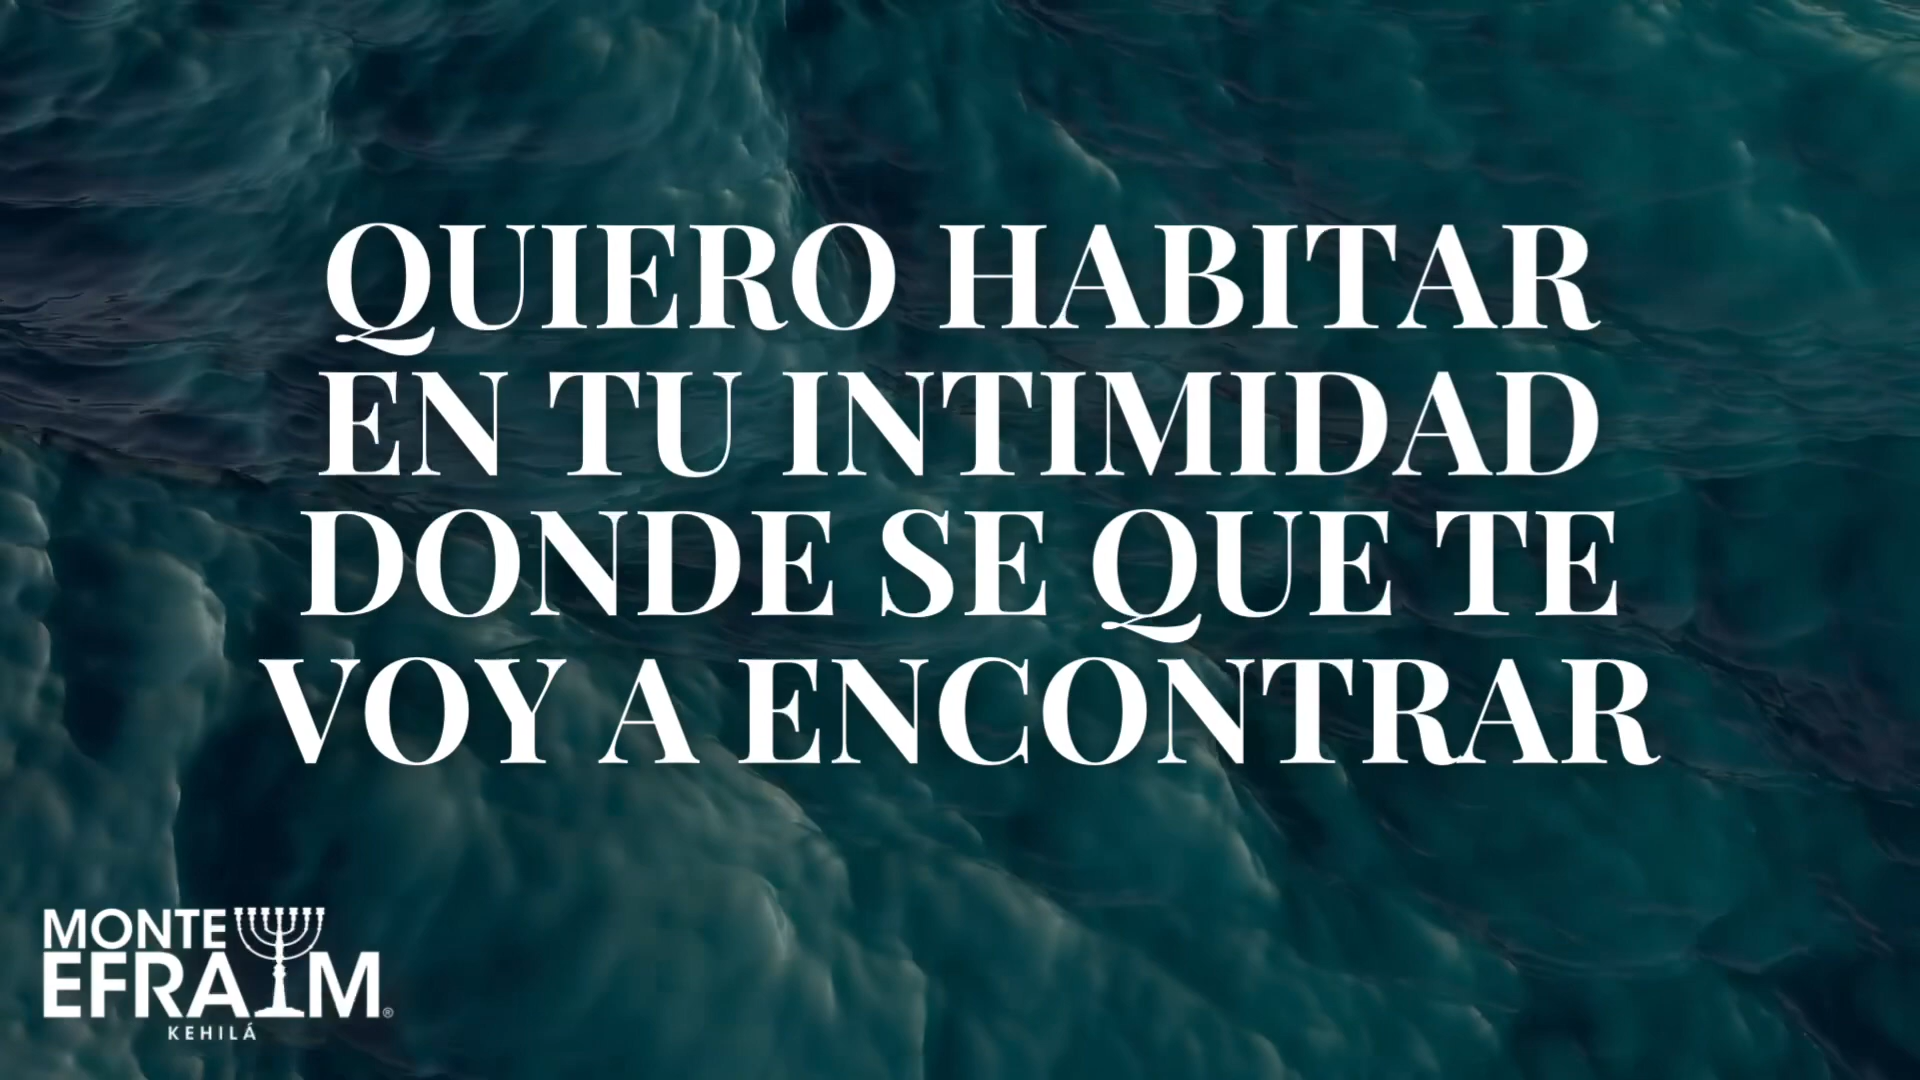 QUIERO HABITAR
EN TU INTIMIDAD
DONDE SE QUE TE
VOY A ENCONTRAR
MONTE
EFRAIM®
KEHILÁ